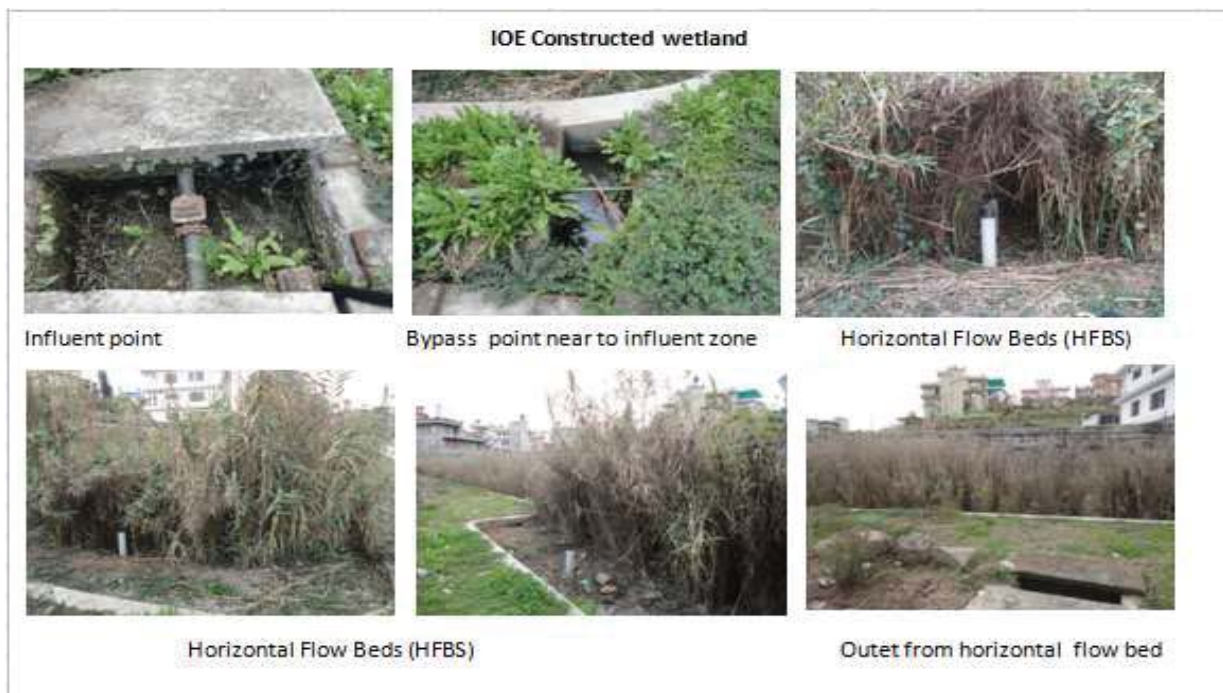 IOE Constructed wetland
Influent point
Bypass point near to influent zone
Horizontal Flow Beds (HFBS)
Horizontal Flow Beds (HFBS)
Outet from horizontal flow bed